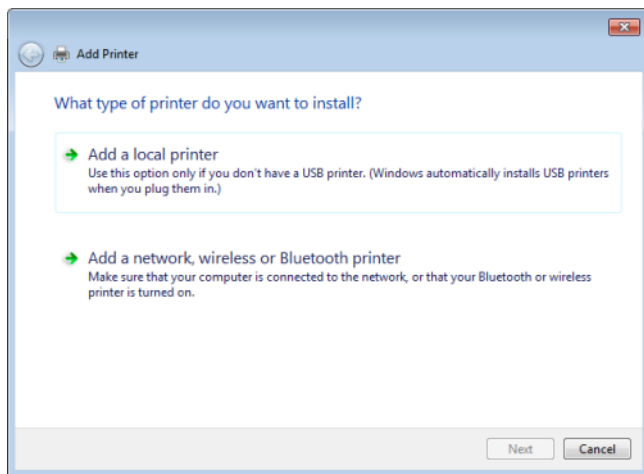 Add Printer
What type of printer do you want to install?
Add a local printer
Use this option only if you don't have a USB printer. (Windows automatically installs USB printers
when you plug them in.)
Add a network, wireless or Bluetooth printer
Make sure that your computer is connected to the network, or that your Bluetooth or wireless
printer is turned on.
Next
Cancel